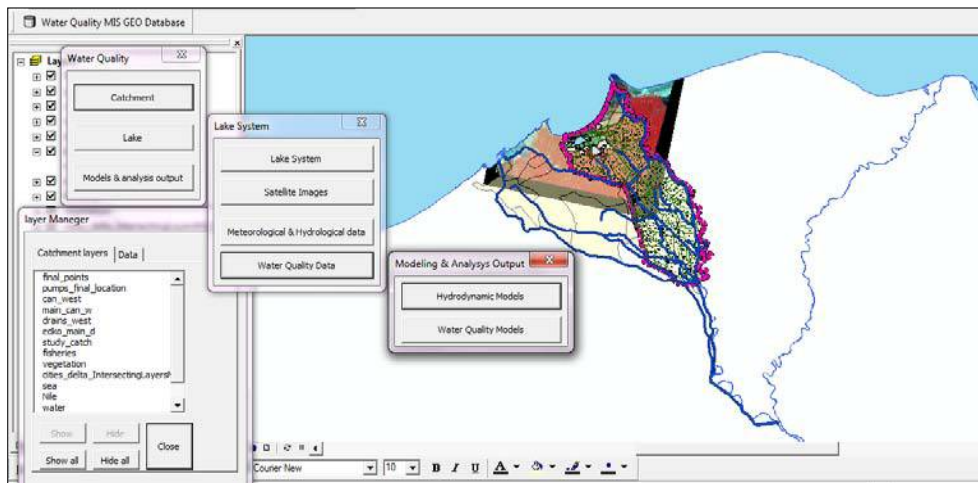 Water Quality MIS GEO Database
Water Quality
Catchment
Lake
Models & analysis output
Lake System
Lake System
Satellite Images
Meteorological & Hydrological data
Water Quality Data
Modeling & Analysys Output
Hydrodynamic Models
Water Quality Models
layer Maneger
Catchment layers
Data
final_points
pumps_final_location
can_west
main_can_w
drains_west
edko_main_d
study_catch
fisheries
vegetation
cities_delta_IntersectingLayers
sea
Nile
water
Show
Hide
Close
Show all
Hide all
Courier New
10
B I U A